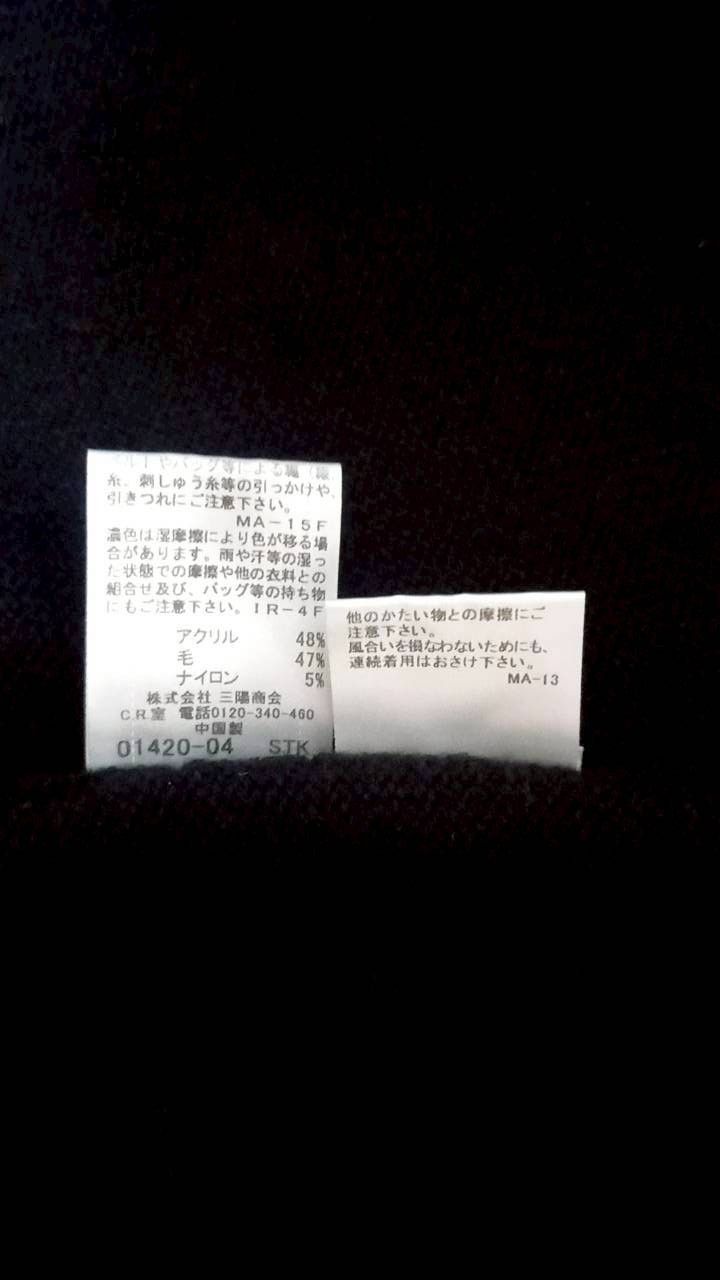 やバッグ等による
糸、刺しゅう糸等の引っかけや、
引きつれにご注意下さい。
MA-15F
濃色は湿摩擦により色が移る場
合があります。雨や汗等の湿っ
た状態での摩擦や他の衣料との
組合せ及び、バッグ等の持ち物
にもご注意下さい。IR-4F
アクリル 48%
毛 47%
ナイロン 5%
株式会社 三陽商会
C.R.室 電話0120-340-460
中国製
01420-04 STK
他のかたい物との摩擦にご
注意下さい。
風合いを損なわないためにも、
連続着用はおさけ下さい。
MA-13